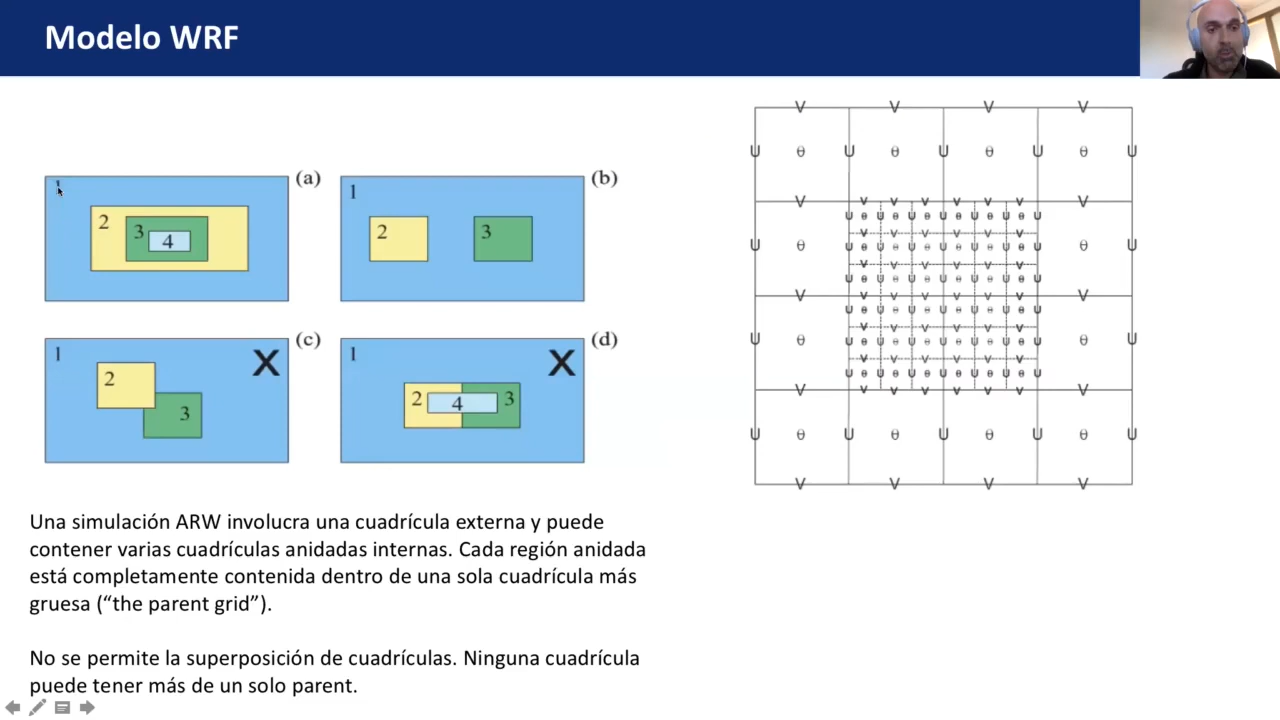 Modelo WRF
1
2
3
4
(a)
1
2
3
(b)
1
2
3
X
(c)
1
2
4
3
X
(d)
V V V V
U θ U θ U θ U θ U
V V V V V V V V
U θ U θ U θ U θ U θ U θ U
V V V V V V
U θ U θ U θ U θ U θ U θ U θ U θ U
V V V V V V
U θ U θ U θ U θ U θ U θ U
V V V V V V V V
U θ U θ U θ U θ U θ U θ U
V V V V V V
U θ U θ U θ U θ U θ U θ U θ U θ U
V V V V V V
U θ U θ U θ U θ U θ U θ U
V V V V V V V V
U θ U θ U θ U θ U
V V V V
Una simulación ARW involucra una cuadrícula externa y puede
contener varias cuadrículas anidadas internas. Cada región anidada
está completamente contenida dentro de una sola cuadrícula más
gruesa (“the parent grid”).
No se permite la superposición de cuadrículas. Ninguna cuadrícula
puede tener más de un solo parent.